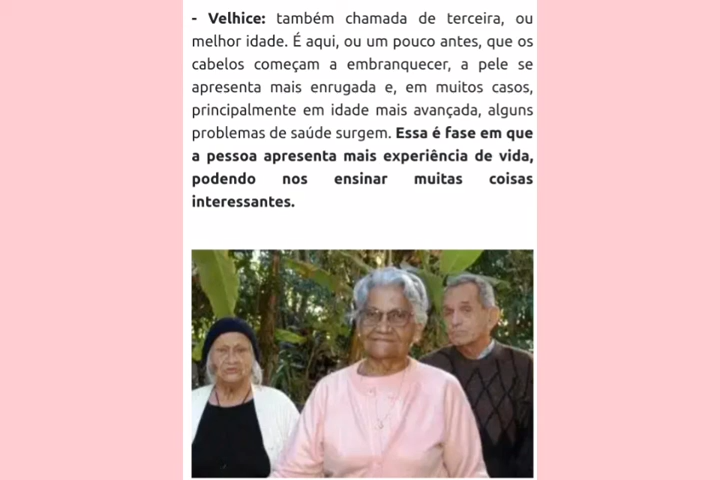 - Velhice: também chamada de terceira, ou
melhor idade. É aqui, ou um pouco antes, que os
cabelos começam a embranquecer, a pele se
apresenta mais enrugada e, em muitos casos,
principalmente em idade mais avançada, alguns
problemas de saúde surgem. Essa é fase em que
a pessoa apresenta mais experiência de vida,
podendo nos ensinar muitas coisas
interessantes.